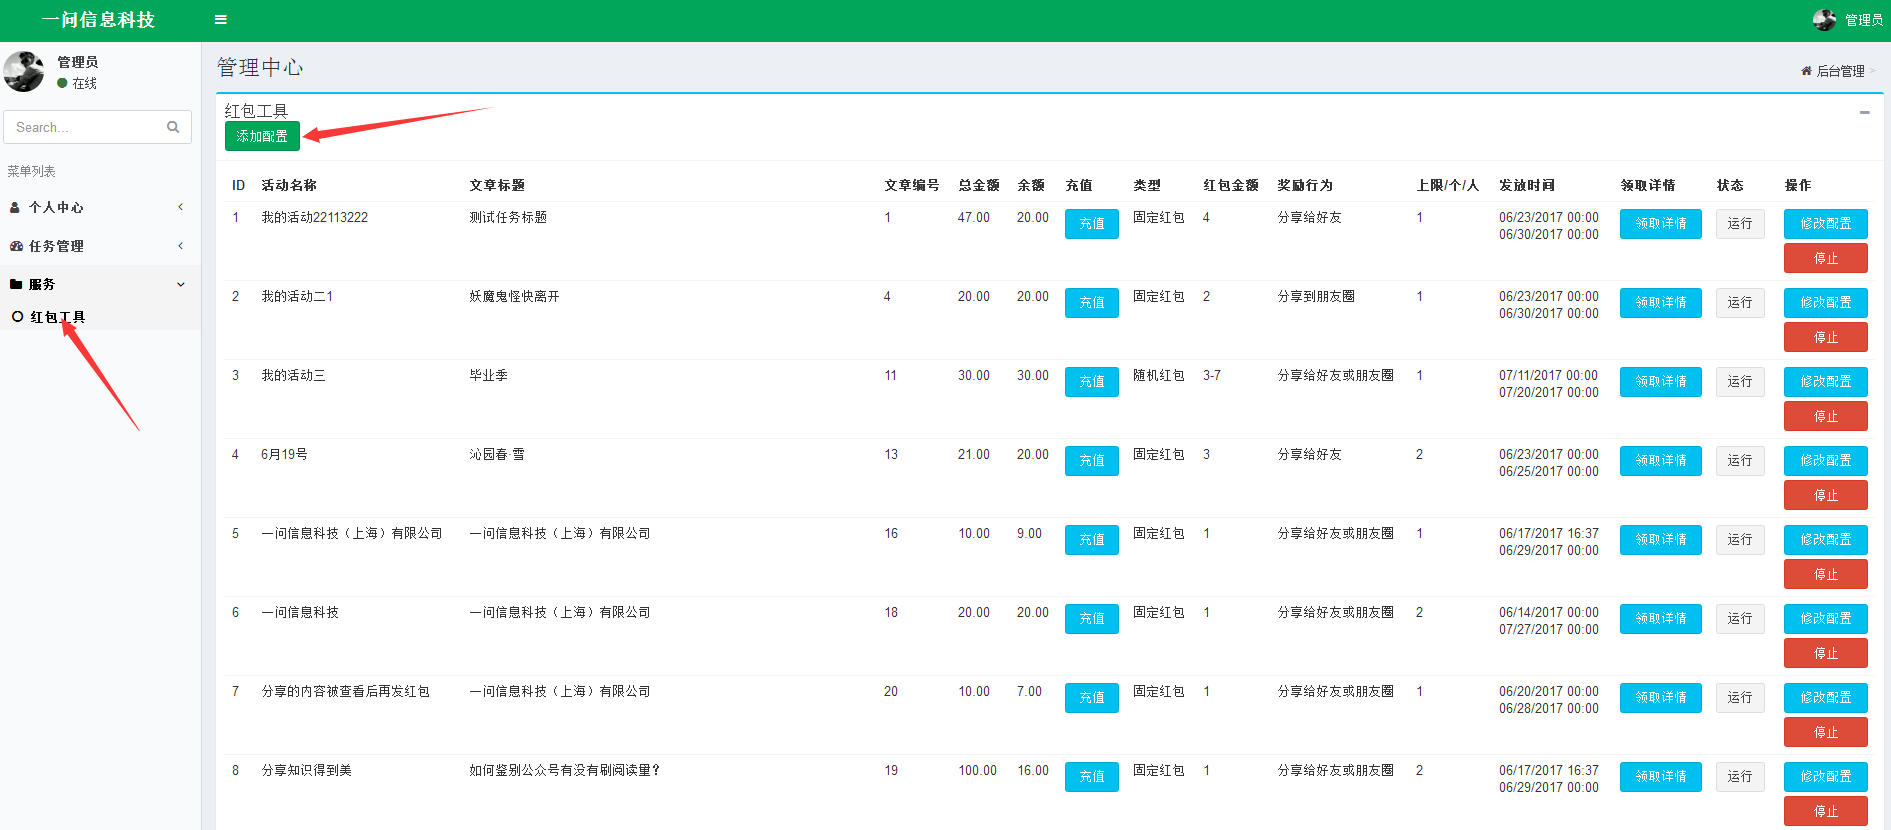 一问信息科技
管理员
管理员
在线
Search...
菜单列表
个人中心
任务管理
服务
红包工具
管理中心
后台管理 >
红包工具
添加配置
ID 活动名称 文章标题 文章编号 总金额 余额 充值 类型 红包金额 奖励行为 上限/个/人 发放时间 领取详情 状态 操作
1 我的活动22113222 测试任务标题 1 47.00 20.00 充值 固定红包 4 分享给好友 1 06/23/2017 00:00 领取详情 运行 修改配置
06/30/2017 00:00
停止
2 我的活动二1 妖魔鬼怪快离开 4 20.00 20.00 充值 固定红包 2 分享到朋友圈 1 06/23/2017 00:00 领取详情 运行 修改配置
06/30/2017 00:00
停止
3 我的活动三 毕业季 11 30.00 30.00 充值 随机红包 3-7 分享给好友或朋友圈 1 07/11/2017 00:00 领取详情 运行 修改配置
07/20/2017 00:00
停止
4 6月19号 沁园春·雪 13 21.00 20.00 充值 固定红包 3 分享给好友 2 06/23/2017 00:00 领取详情 运行 修改配置
06/25/2017 00:00
停止
5 一问信息科技（上海）有限公司 一问信息科技（上海）有限公司 16 10.00 9.00 充值 固定红包 1 分享给好友或朋友圈 1 06/17/2017 16:37 领取详情 运行 修改配置
06/29/2017 00:00
停止
6 一问信息科技 一问信息科技（上海）有限公司 18 20.00 20.00 充值 固定红包 1 分享给好友或朋友圈 2 06/14/2017 00:00 领取详情 运行 修改配置
07/27/2017 00:00
停止
7 分享的内容被查看后再发红包 一问信息科技（上海）有限公司 20 10.00 7.00 充值 固定红包 1 分享给好友或朋友圈 1 06/20/2017 00:00 领取详情 运行 修改配置
06/28/2017 00:00
停止
8 分享知识得到美 如何鉴别公众号有没有刷阅读量？ 19 100.00 16.00 充值 固定红包 1 分享给好友或朋友圈 2 06/17/2017 16:37 领取详情 运行 修改配置
06/29/2017 00:00
停止